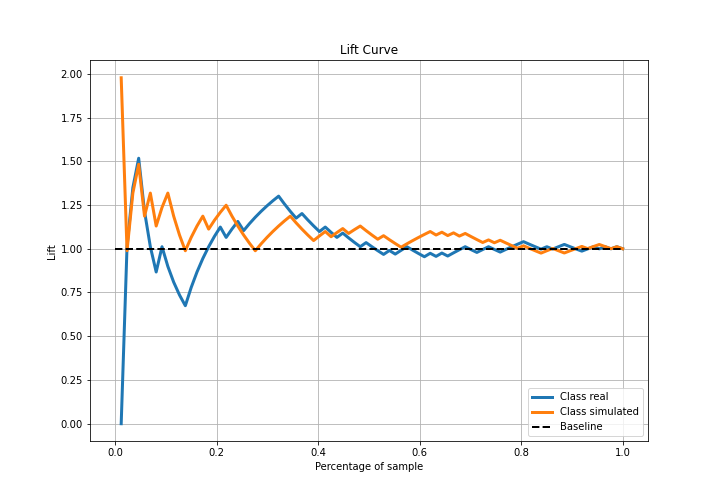 Lift Curve
2.00
1.75
1.50
1.25
1.00
0.75
0.50
0.25
0.00
Lift
0.0 0.2 0.4 0.6 0.8 1.0
Percentage of sample
Class real
Class simulated
Baseline